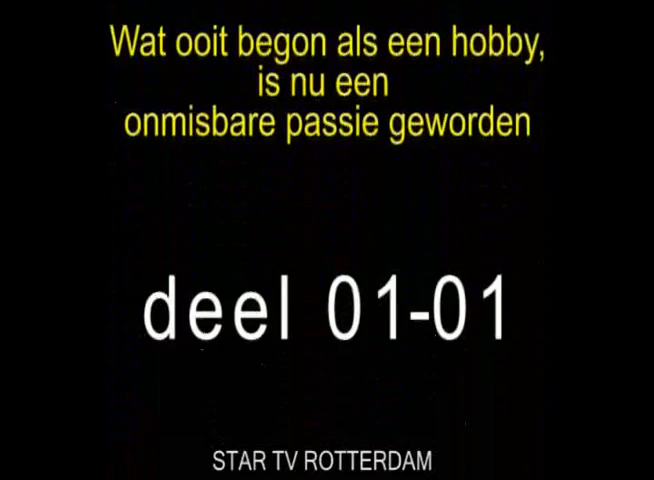 Wat ooit begon als een hobby,
is nu een
onmisbare passie geworden
deel 01-01
STAR TV ROTTERDAM